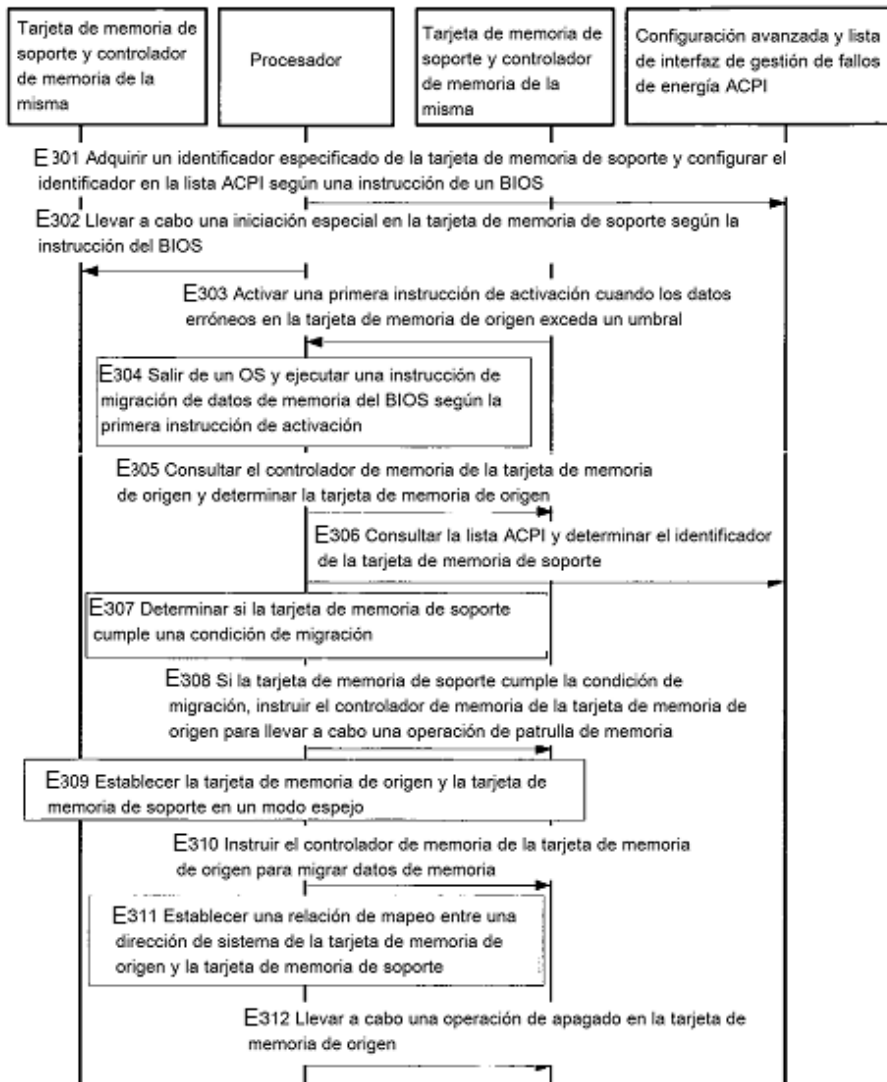 Tarjeta de memoria de
soporte y controlador
de memoria de la
misma
Procesador
Tarjeta de memoria de
soporte y controlador
de memoria de la
misma
Configuración avanzada y lista
de interfaz de gestión de fallos
de energía ACPI
E301 Adquirir un identificador especificado de la tarjeta de memoria de soporte y configurar el
identificador en la lista ACPI según una instrucción de un BIOS
E302 Llevar a cabo una iniciación especial en la tarjeta de memoria de soporte según la
instrucción del BIOS
E303 Activar una primera instrucción de activación cuando los datos
erróneos en la tarjeta de memoria de origen exceda un umbral
E304 Salir de un OS y ejecutar una instrucción de
migración de datos de memoria del BIOS según la
primera instrucción de activación
E305 Consultar el controlador de memoria de la tarjeta de memoria
de origen y determinar la tarjeta de memoria de origen
E306 Consultar la lista ACPI y determinar el identificador
de la tarjeta de memoria de soporte
E307 Determinar si la tarjeta de memoria de soporte
cumple una condición de migración
E308 Si la tarjeta de memoria de soporte cumple la condición de
migración, instruir el controlador de memoria de la tarjeta de memoria de
origen para llevar a cabo una operación de patrulla de memoria
E309 Establecer la tarjeta de memoria de origen y la tarjeta de
memoria de soporte en un modo espejo
E310 Instruir el controlador de memoria de la tarjeta de memoria
de origen para migrar datos de memoria
E311 Establecer una relación de mapeo entre una
dirección de sistema de la tarjeta de memoria de
origen y la tarjeta de memoria de soporte
E312 Llevar a cabo una operación de apagado en la tarjeta de
memoria de origen